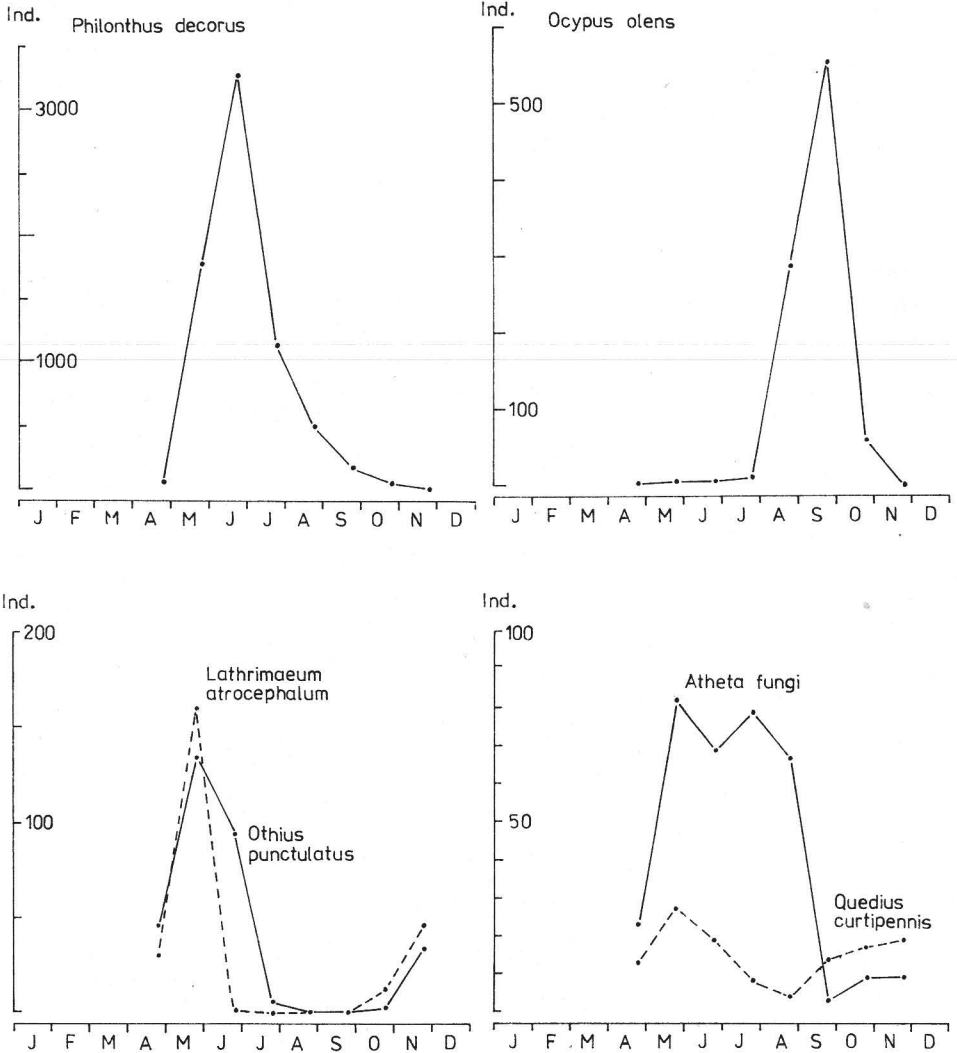 Ind.
Philonthus decorus
3000
1000
J F M A M J J A S O N D
Ind.
Ocypus olens
500
100
J F M A M J J A S O N D
Ind.
200
Lathrimaeum
atrocephalum
100
Othius
punctulatus
J F M A M J J A S O N D
Ind.
100
Atheta fungi
50
Quedius
curtipennis
J F M A M J J A S O N D